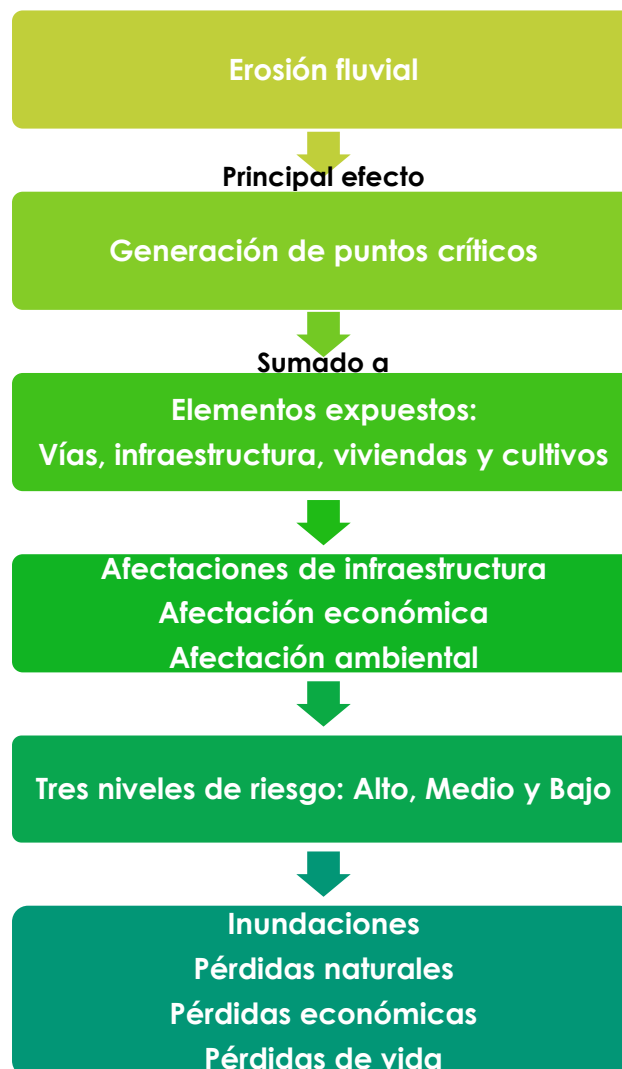 Erosión fluvial
Principal efecto
Generación de puntos críticos
Sumado a
Elementos expuestos:
Vías, infraestructura, viviendas y cultivos
Afectaciones de infraestructura
Afectación económica
Afectación ambiental
Tres niveles de riesgo: Alto, Medio y Bajo
Inundaciones
Pérdidas naturales
Pérdidas económicas
Pérdidas de vida